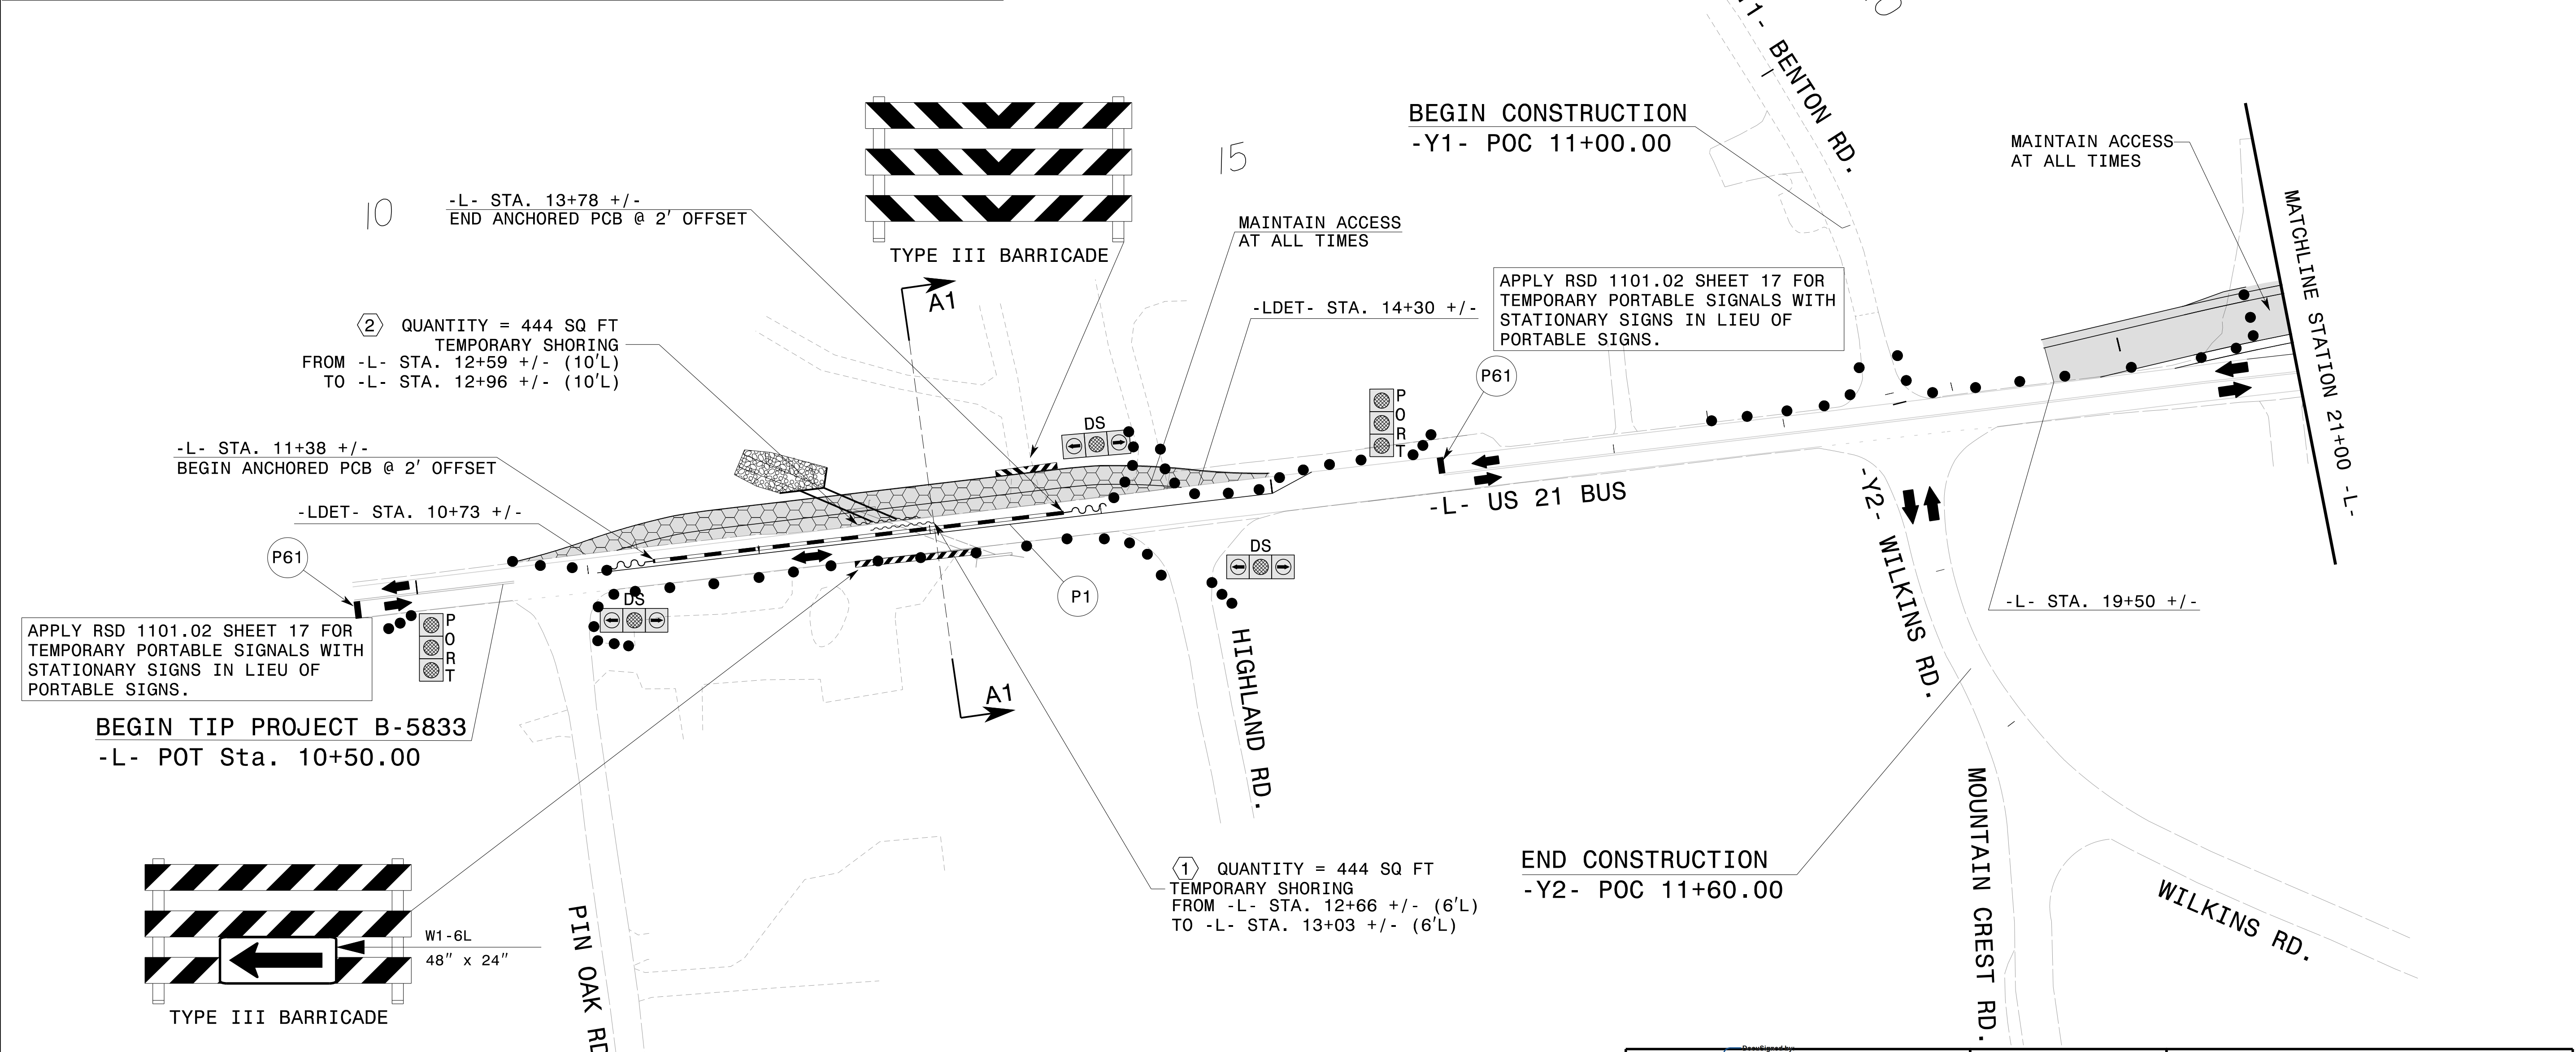 -Y1- BENTON RD.
BEGIN CONSTRUCTION
-Y1- POC 11+00.00
MAINTAIN ACCESS
AT ALL TIMES
MATCHLINE STATION 21+00 -L-
15
10
-L- STA. 13+78 +/-
END ANCHORED PCB @ 2' OFFSET
TYPE III BARRICADE
MAINTAIN ACCESS
AT ALL TIMES
A1
-LDET- STA. 14+30 +/-
APPLY RSD 1101.02 SHEET 17 FOR
TEMPORARY PORTABLE SIGNALS WITH
STATIONARY SIGNS IN LIEU OF
PORTABLE SIGNS.
2 QUANTITY = 444 SQ FT
TEMPORARY SHORING
FROM -L- STA. 12+59 +/- (10'L)
TO -L- STA. 12+96 +/- (10'L)
P61
PORT
DS
-L- STA. 11+38 +/-
BEGIN ANCHORED PCB @ 2' OFFSET
-LDET- STA. 10+73 +/-
-L- US 21 BUS
-Y2- WILKINS RD.
P61
DS
DS
P1
-L- STA. 19+50 +/-
APPLY RSD 1101.02 SHEET 17 FOR
TEMPORARY PORTABLE SIGNALS WITH
STATIONARY SIGNS IN LIEU OF
PORTABLE SIGNS.
PORT
HIGHLAND RD.
A1
BEGIN TIP PROJECT B-5833
-L- POT Sta. 10+50.00
MOUNTAIN CREST RD.
1 QUANTITY = 444 SQ FT
TEMPORARY SHORING
FROM -L- STA. 12+66 +/- (6'L)
TO -L- STA. 13+03 +/- (6'L)
END CONSTRUCTION
-Y2- POC 11+60.00
WILKINS RD.
PIN OAK RD
W1-6L
48" x 24"
TYPE III BARRICADE
DocuSigned by: